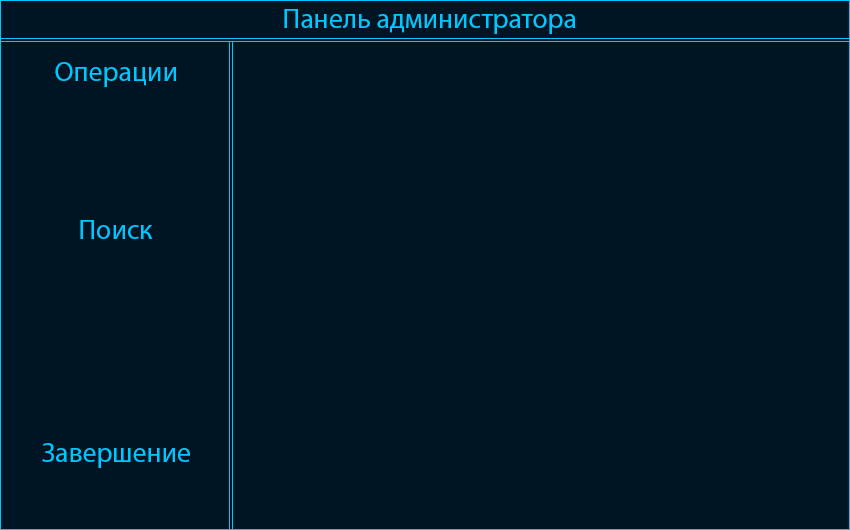 Панель администратора
Операции
Поиск
Завершение